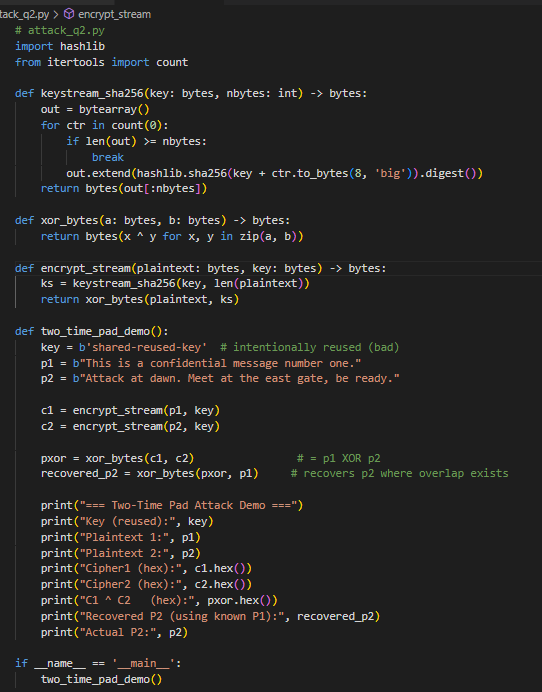 tack_q2.py > encrypt_stream
# attack_q2.py
import hashlib
from itertools import count
def keystream_sha256(key: bytes, nbytes: int) -> bytes:
    out = bytearray()
    for ctr in count(0):
        if len(out) >= nbytes:
            break
        out.extend(hashlib.sha256(key + ctr.to_bytes(8, 'big')).digest())
    return bytes(out[:nbytes])
def xor_bytes(a: bytes, b: bytes) -> bytes:
    return bytes(x ^ y for x, y in zip(a, b))
def encrypt_stream(plaintext: bytes, key: bytes) -> bytes:
    ks = keystream_sha256(key, len(plaintext))
    return xor_bytes(plaintext, ks)
def two_time_pad_demo():
    key = b'shared-reused-key'  # intentionally reused (bad)
    p1 = b"This is a confidential message number one."
    p2 = b"Attack at dawn. Meet at the east gate, be ready."
    c1 = encrypt_stream(p1, key)
    c2 = encrypt_stream(p2, key)
    pxor = xor_bytes(c1, c2)                # = p1 XOR p2
    recovered_p2 = xor_bytes(pxor, p1)     # recovers p2 where overlap exists
    print("=== Two-Time Pad Attack Demo ===")
    print("Key (reused):", key)
    print("Plaintext 1:", p1)
    print("Plaintext 2:", p2)
    print("Cipher1 (hex):", c1.hex())
    print("Cipher2 (hex):", c2.hex())
    print("C1 ^ C2   (hex):", pxor.hex())
    print("Recovered P2 (using known P1):", recovered_p2)
    print("Actual P2:", p2)
if __name__ == '__main__':
    two_time_pad_demo()